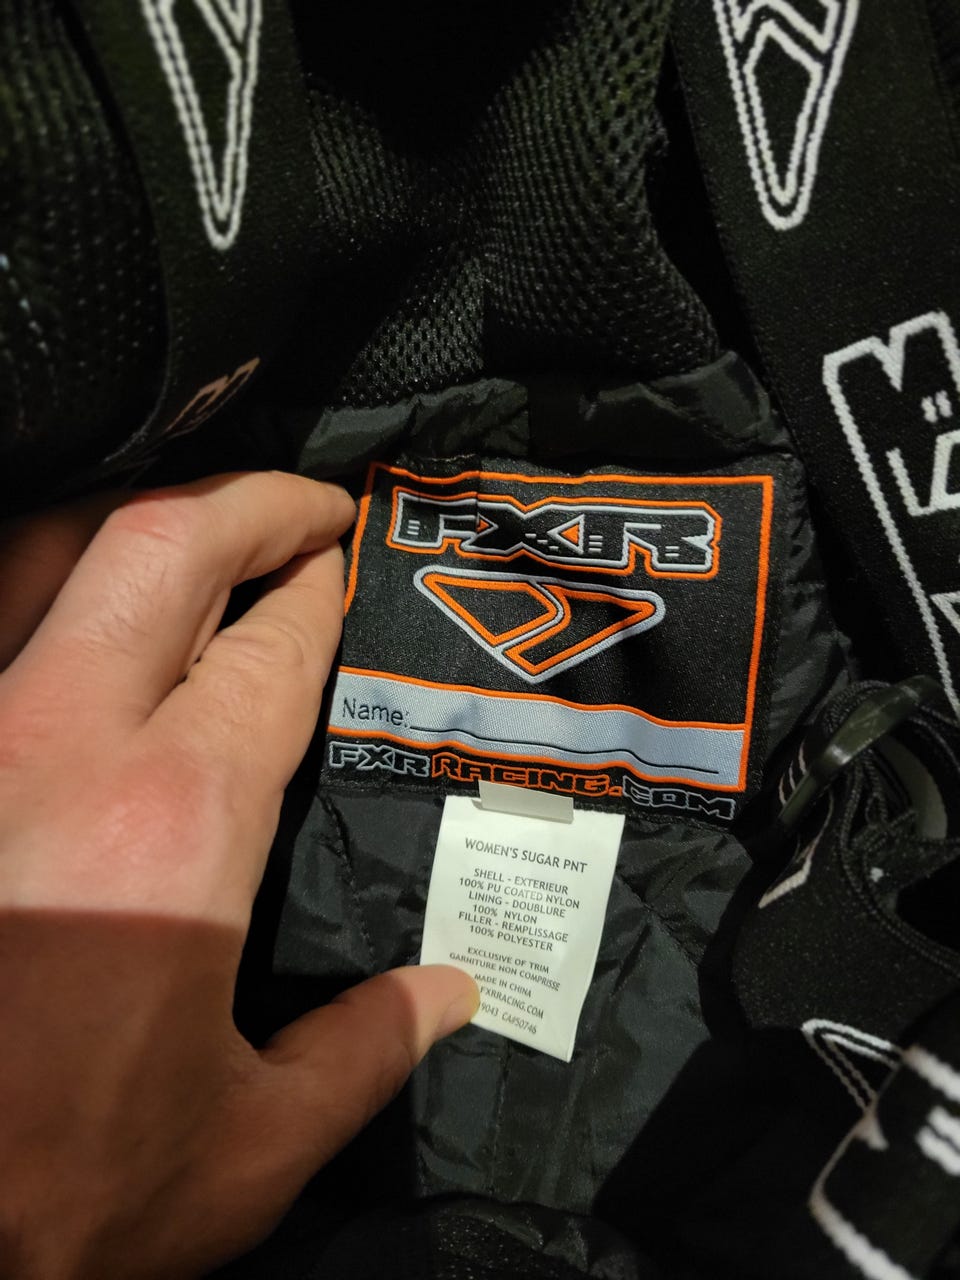 FXR
Name:
FXRRACING.COM
WOMEN'S SUGAR PNT
SHELL - EXTERIEUR
100% PU COATED NYLON
LINING - DOUBLURE
100% NYLON
FILLER - REMPLISSAGE
100% POLYESTER
EXCLUSIVE OF TRIM
GARNITURE NON COMPRISE
MADE IN CHINA
FXRRACING.COM
CA#50746